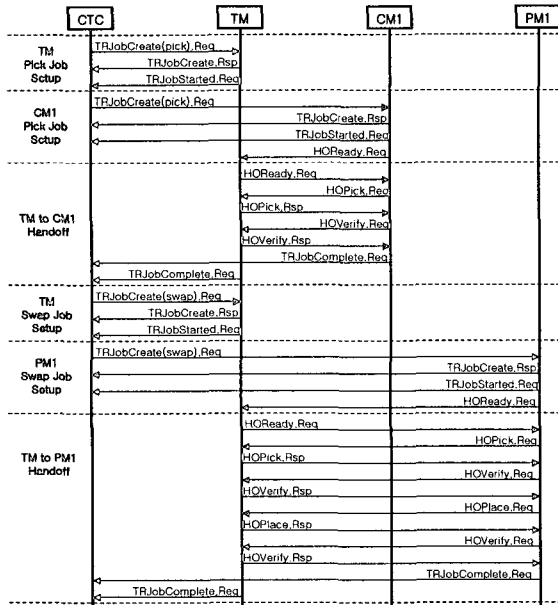 CTC TM CM1 PM1
TM
Pick Job
Setup
TRJobCreate(pick),Req
TRJobCreate,Rsp
TRJobStarted,Req
CM1
Pick Job
Setup
TRJobCreate(pick),Req
TRJobCreate,Rsp
TRJobStarted,Req
HOReady,Req
TM to CM1
Handoff
HOReady,Req
HOPick,Req
HOPick,Rsp
HOVerify,Req
HOVerify,Rsp
TRJobComplete,Req
TRJobComplete,Req
TM
Swap Job
Setup
TRJobCreate(swap),Req
TRJobCreate,Rsp
TRJobStarted,Req
PM1
Swap Job
Setup
TRJobCreate(swap),Req
TRJobCreate,Rsp
TRJobStarted,Req
HOReady,Req
TM to PM1
Handoff
HOReady,Req
HOPick,Req
HOPick,Rsp
HOVerify,Req
HOVerify,Rsp
HOPlace,Req
HOPlace,Rsp
HOVerify,Req
HOVerify,Rsp
TRJobComplete,Req
TRJobComplete,Req